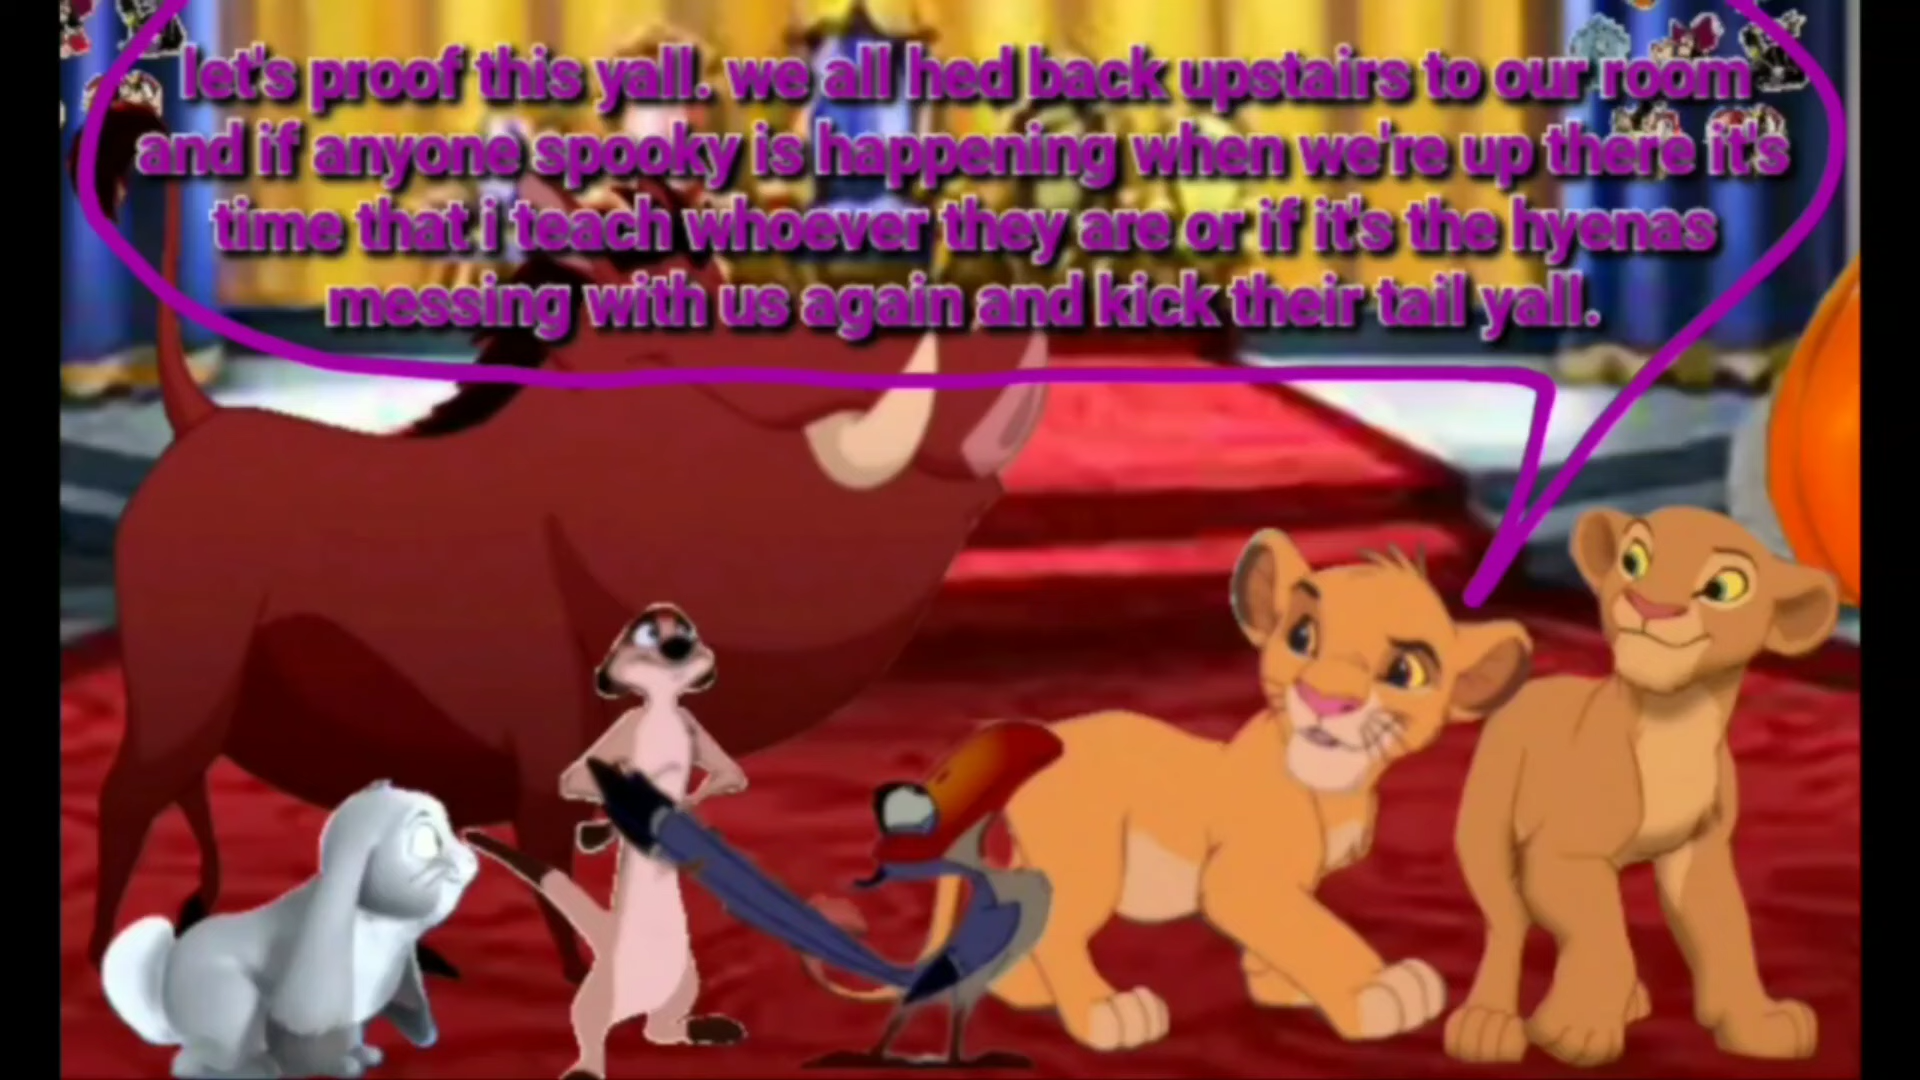 let's proof this yall. we all hed back upstairs to our room
and if anyone spooky is happening when we're up there it's
time that i teach whoever they are or if it's the hyenas
messing with us again and kick their tail yall.